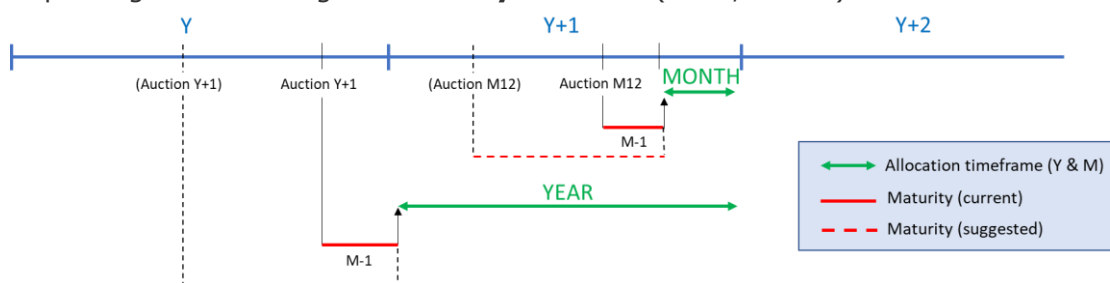 Y
Y+1
Y+2
(Auction Y+1)
Auction Y+1
(Auction M12)
Auction M12
MONTH
M-1
YEAR
M-1
Allocation timeframe (Y & M)
Maturity (current)
Maturity (suggested)